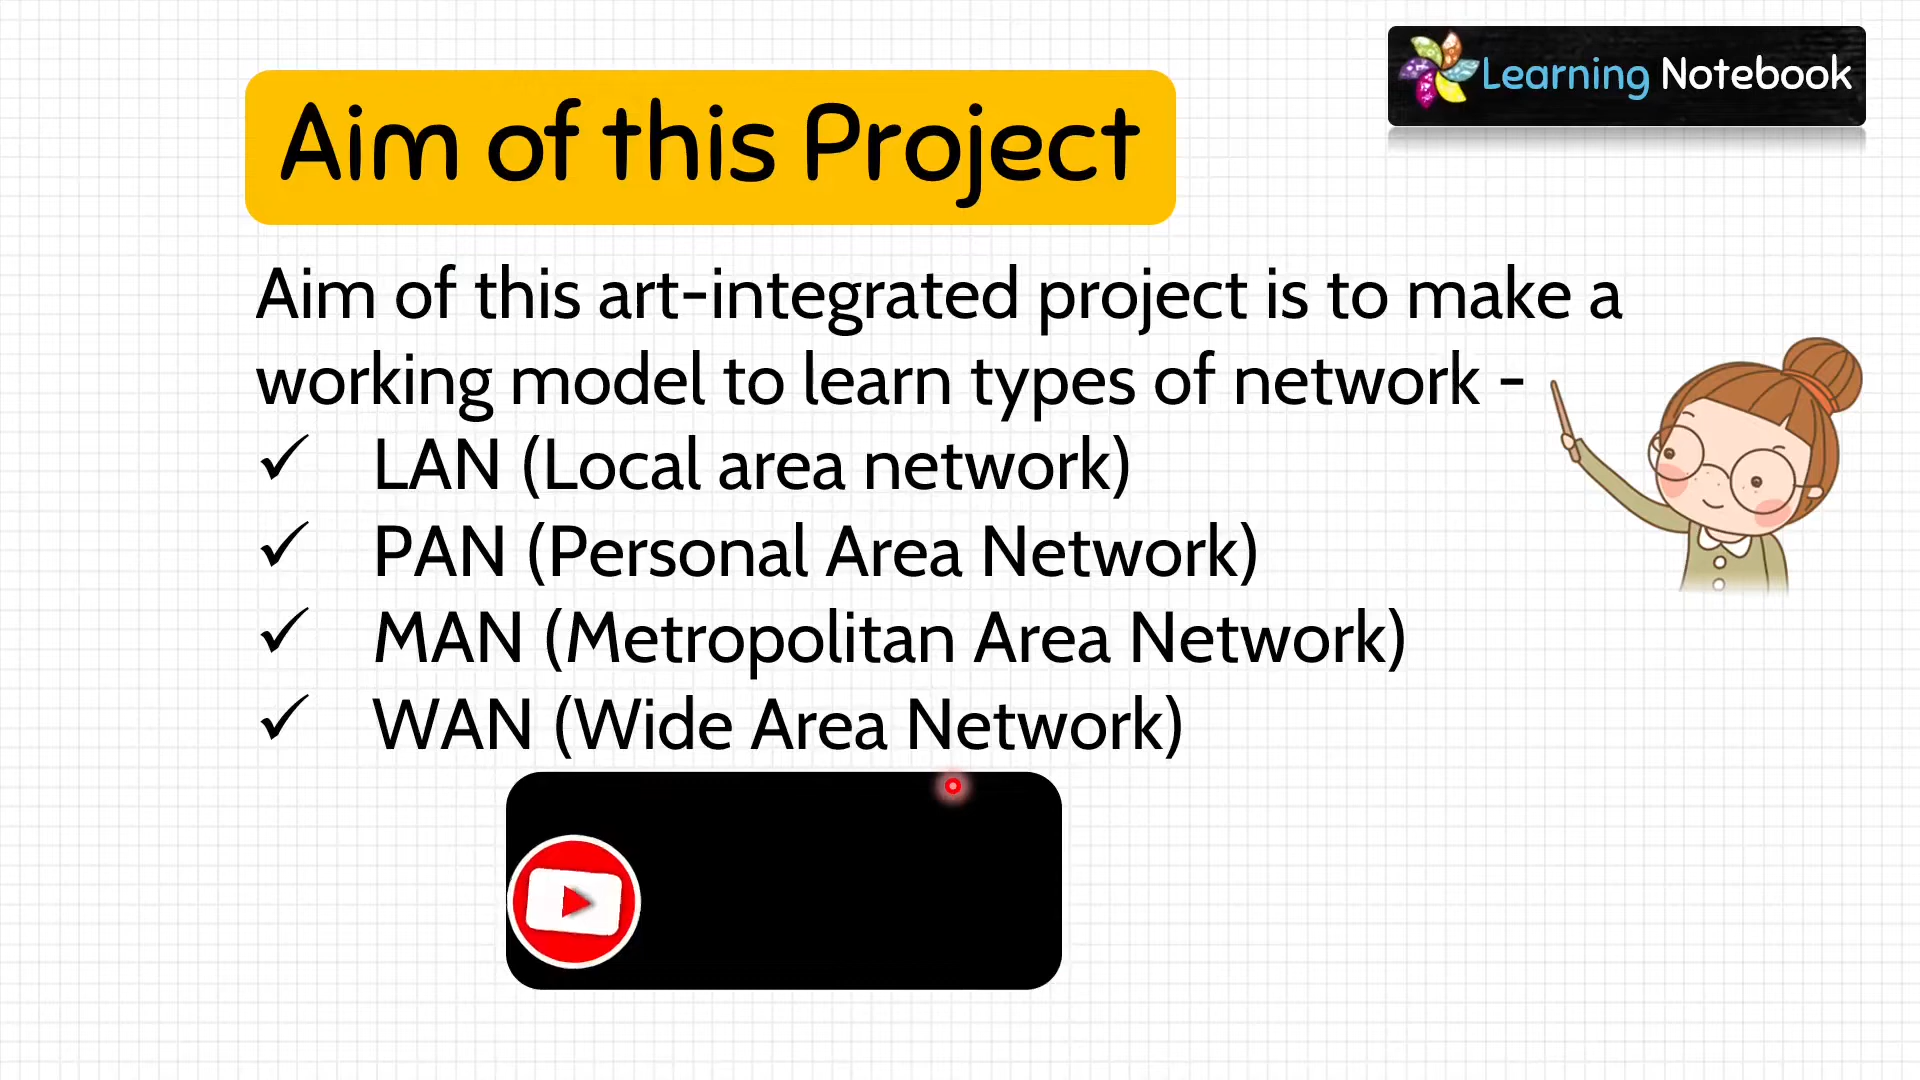 Learning Notebook
Aim of this Project
Aim of this art-integrated project is to make a
working model to learn types of network -
✓ LAN (Local area network)
✓ PAN (Personal Area Network)
✓ MAN (Metropolitan Area Network)
✓ WAN (Wide Area Network)